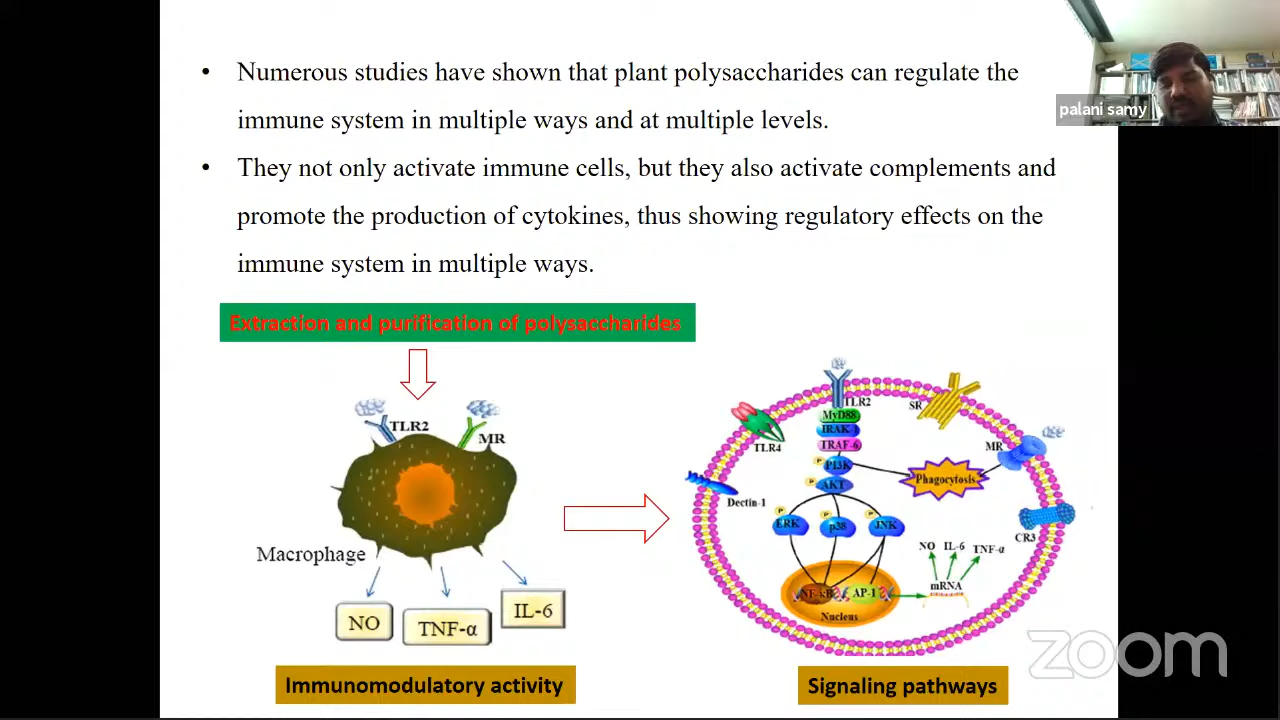 • Numerous studies have shown that plant polysaccharides can regulate the
immune system in multiple ways and at multiple levels.
• They not only activate immune cells, but they also activate complements and
promote the production of cytokines, thus showing regulatory effects on the
immune system in multiple ways.
palani samy
Extraction and purification of polysaccharides
TLR2
MR
Macrophage
NO
TNF-α
IL-6
Immunomodulatory activity
TLR2
SR
MyD88
IRAK-1
TRAF-6
TLR4
MR
P
PI3K
P
AKT
Phagocytosis
Dectin-1
P
ERK
P
p38
P
JNK
CR3
NO IL-6 TNF-α
mRNA
NF-κB
AP-1
Nucleus
Signaling pathways
zoom